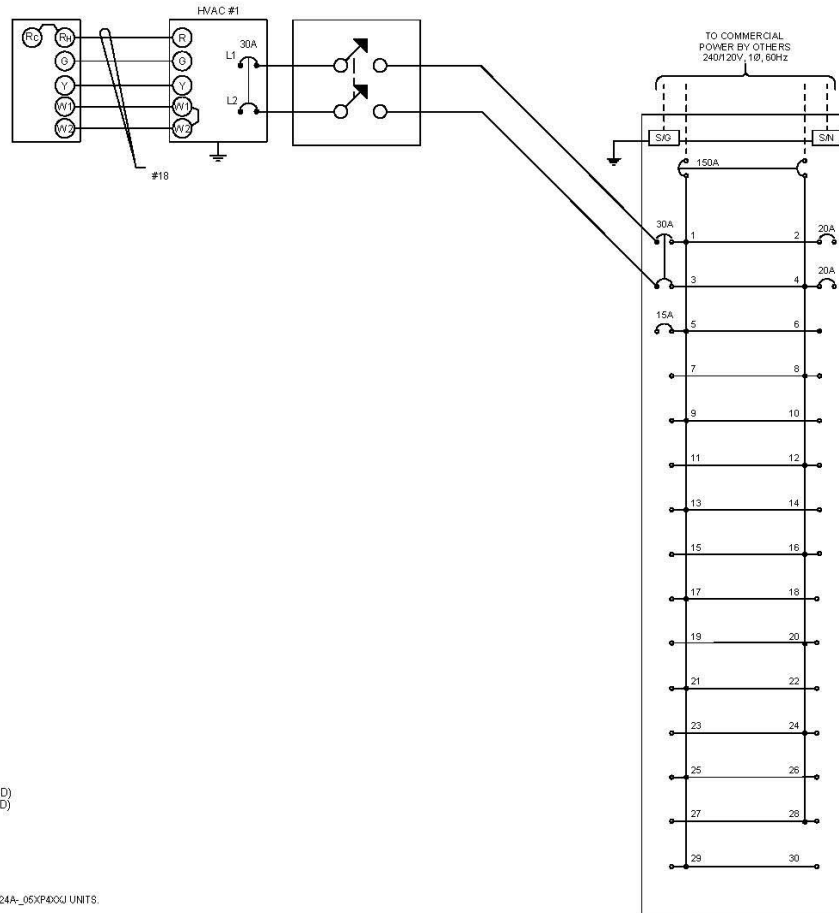 HVAC #1
RC RH R
G G
Y Y
W1 W1
W2 W2
30A
L1
L2
#18
TO COMMERCIAL
POWER BY OTHERS
240/120V, 1Ø, 60Hz
S/G S/N
150A
30A
1 2 20A
3 4 20A
15A
5 6
7 8
9 10
11 12
13 14
15 16
17 18
19 20
21 22
23 24
25 26
27 28
29 30
D)
D)
24A-_05XP4XXJ UNITS.